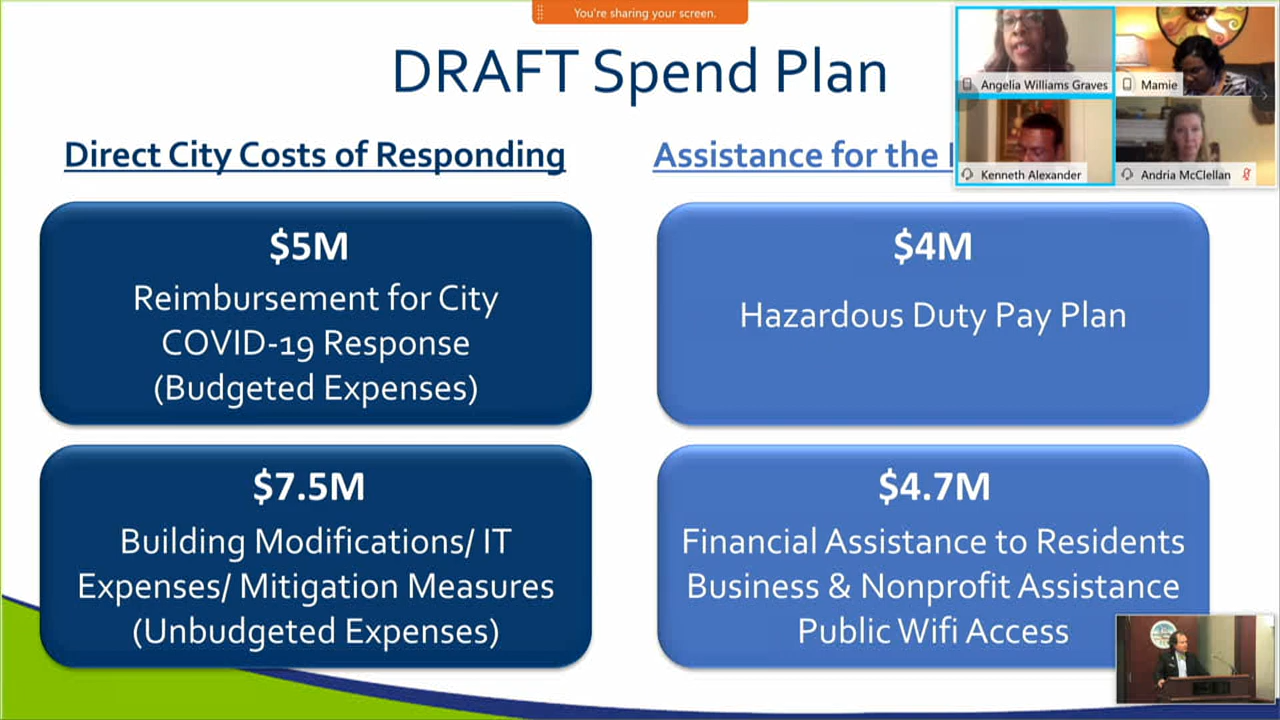 You're sharing your screen.
DRAFT Spend Plan
Angelia Williams Graves
Mamie
Kenneth Alexander
Andria McClellan
Direct City Costs of Responding
Assistance for the
$5M
Reimbursement for City
COVID-19 Response
(Budgeted Expenses)
$4M
Hazardous Duty Pay Plan
$7.5M
Building Modifications/ IT
Expenses/ Mitigation Measures
(Unbudgeted Expenses)
$4.7M
Financial Assistance to Residents
Business & Nonprofit Assistance
Public Wifi Access